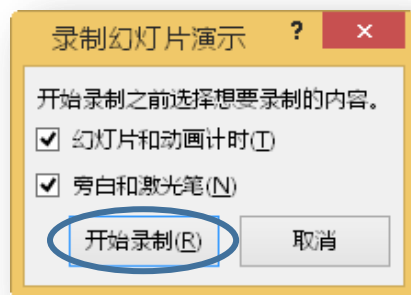 录制幻灯片演示 ?
开始录制之前选择想要录制的内容。
幻灯片和动画计时(T)
旁白和激光笔(N)
开始录制(R) 取消